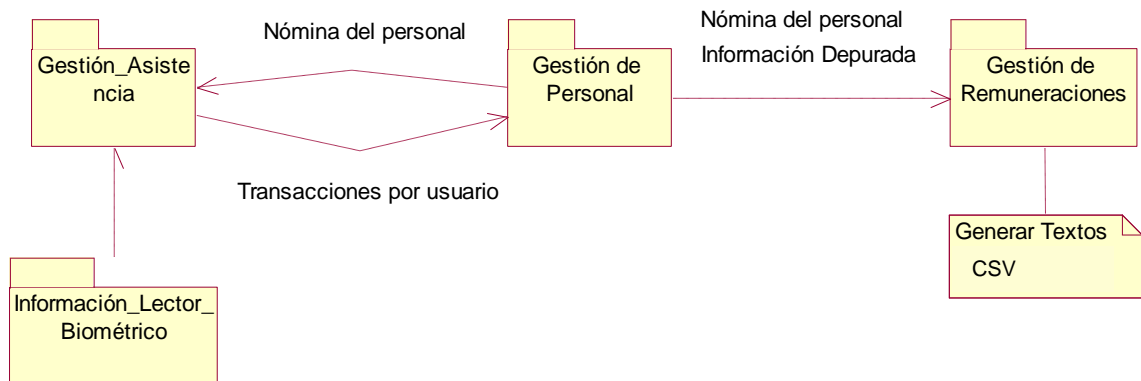 Nómina del personal
Nómina del personal
Información Depurada
Gestión_Asiste
ncia
Gestión de
Personal
Gestión de
Remuneraciones
Transacciones por usuario
Generar Textos
CSV
Información_Lector_
Biométrico